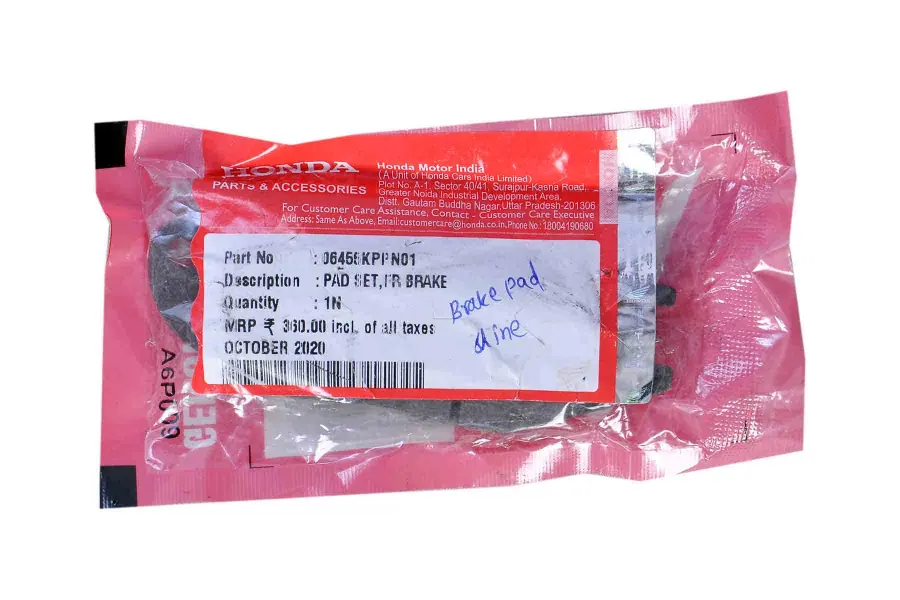 HONDA
PARTS & ACCESSORIES
Honda Motor India
(A Unit of Honda Cars India Limited)
Plot No. A-1, Sector 40/41, Surajpur-Kasna Road,
Greater Noida Industrial Development Area,
Distt. Gautam Buddha Nagar, Uttar Pradesh-201306
For Customer Care Assistance, Contact - Customer Care Executive
Address: Same As Above, Email:customercare@honda.co.in, Phone No.: 18004190680
Part No : 06455KPPN01
Description : PAD SET,FR BRAKE
Quantity : 1N
MRP ₹ 360.00 incl. of all taxes
OCTOBER 2020
Brake pad
shine
A6P009